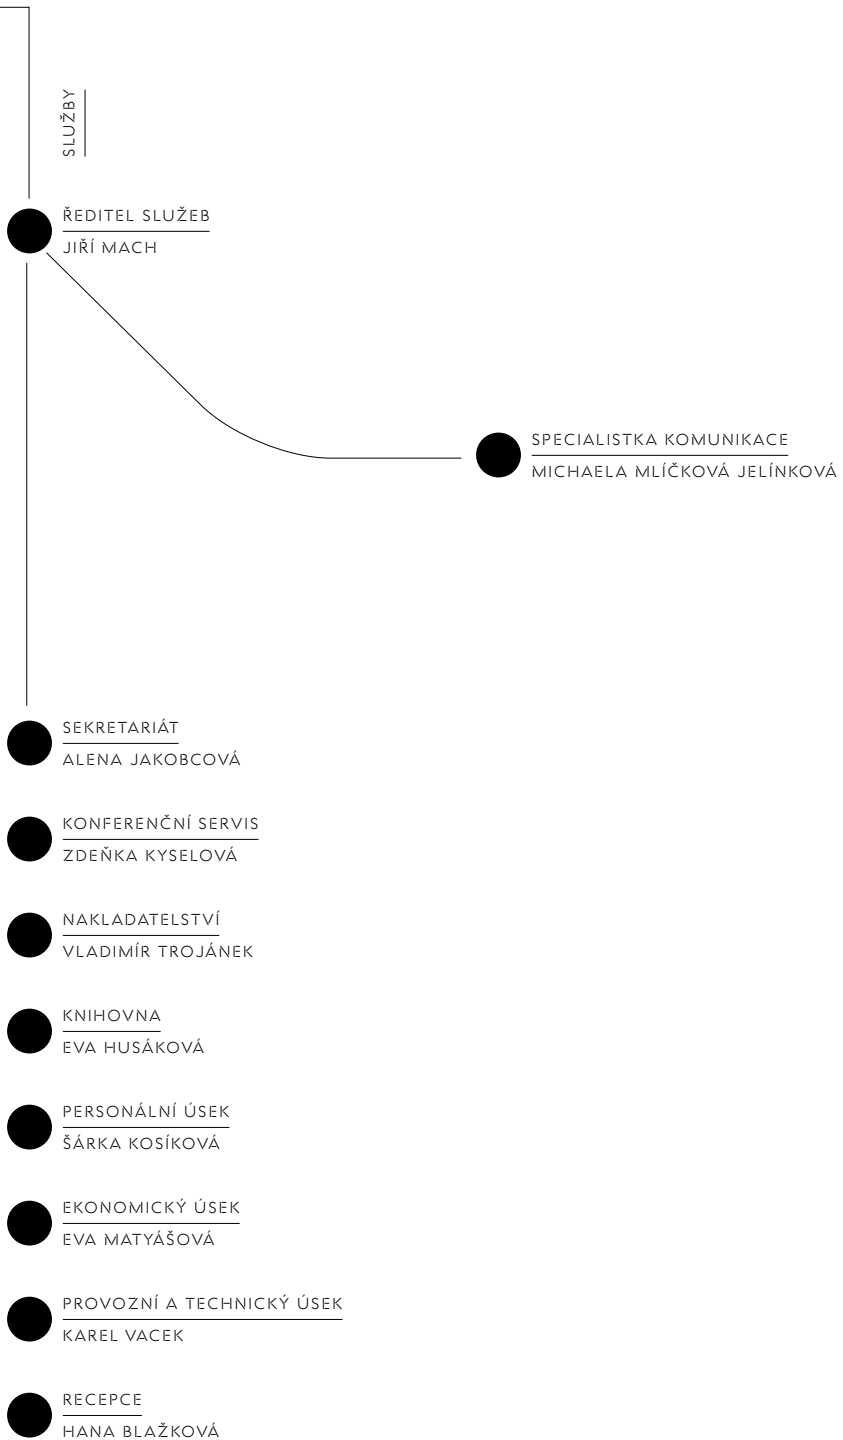 SLUŽBY
ŘEDITEL SLUŽEB
JIŘÍ MACH
SPECIALISTKA KOMUNIKACE
MICHAELA MLÍČKOVÁ JELÍNKOVÁ
SEKRETARIÁT
ALENA JAKOBCOVÁ
KONFERENČNÍ SERVIS
ZDEŇKA KYSELOVÁ
NAKLADATELSTVÍ
VLADIMÍR TROJÁNEK
KNIHOVNA
EVA HUSÁKOVÁ
PERSONÁLNÍ ÚSEK
ŠÁRKA KOSÍKOVÁ
EKONOMICKÝ ÚSEK
EVA MATYÁŠOVÁ
PROVOZNÍ A TECHNICKÝ ÚSEK
KAREL VACEK
RECEPCE
HANA BLAŽKOVÁ